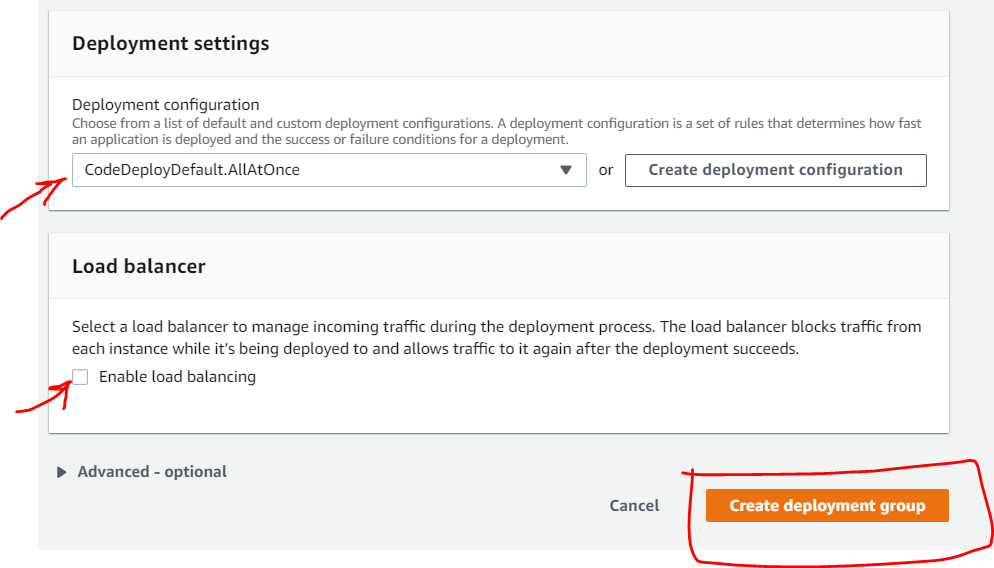 Deployment settings
Deployment configuration
Choose from a list of default and custom deployment configurations. A deployment configuration is a set of rules that determines how fast
an application is deployed and the success or failure conditions for a deployment.
CodeDeployDefault.AllAtOnce or Create deployment configuration
Load balancer
Select a load balancer to manage incoming traffic during the deployment process. The load balancer blocks traffic from
each instance while it’s being deployed to and allows traffic to it again after the deployment succeeds.
Enable load balancing
Advanced - optional
Cancel Create deployment group